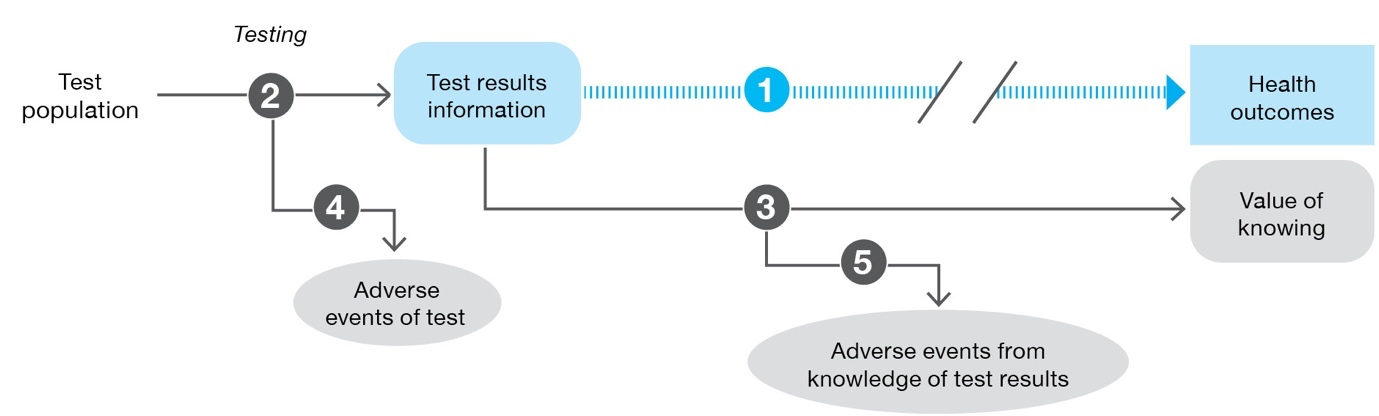 Testing
Test
population
2
Test results
information
1
Health
outcomes
4
3
Value of
knowing
5
Adverse
events of test
Adverse events from
knowledge of test results